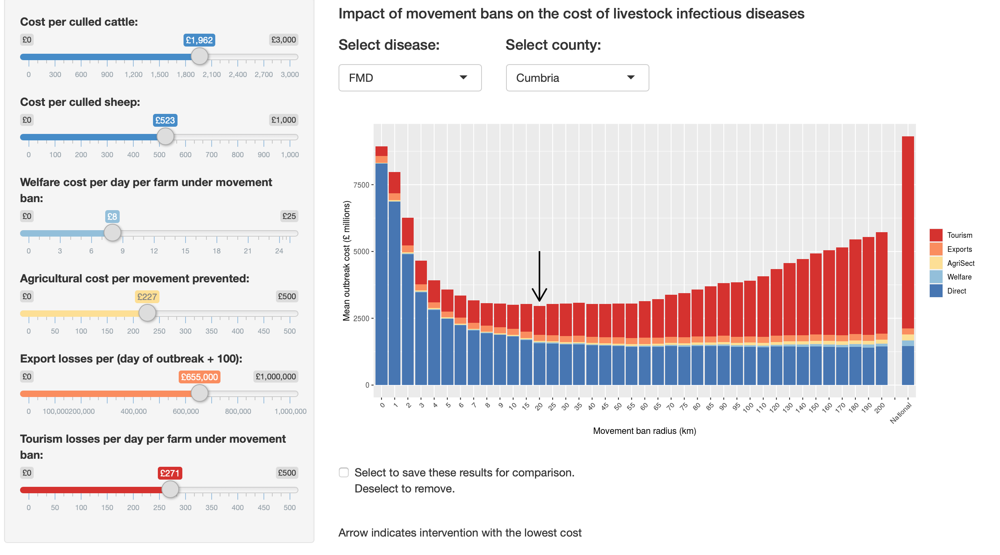 Cost per culled cattle:
£0 £1,962 £3,000
0 300 600 900 1,200 1,500 1,800 2,100 2,400 2,700 3,000
Cost per culled sheep:
£0 £523 £1,000
0 100 200 300 400 500 600 700 800 900 1,000
Welfare cost per day per farm under movement
ban:
£0 £8 £25
0 3 6 9 12 15 18 21 24
Agricultural cost per movement prevented:
£0 £227 £500
0 50 100 150 200 250 300 350 400 450 500
Export losses per (day of outbreak + 100):
£0 £655,000 £1,000,000
0 100,000 200,000 400,000 600,000 800,000 1,000,000
Tourism losses per day per farm under movement
ban:
£0 £271 £500
0 50 100 150 200 250 300 350 400 450 500
Impact of movement bans on the cost of livestock infectious diseases
Select disease: Select county:
FMD Cumbria
Mean outbreak cost (£ millions)
7500
5000
2500
0
0 1 2 3 4 5 6 7 8 9 10 15 20 25 30 35 40 45 50 55 60 65 70 75 80 85 90 95 100 110 120 130 140 150 160 170 180 190 200 National
Movement ban radius (km)
Tourism
Exports
AgriSect
Welfare
Direct
Select to save these results for comparison.
Deselect to remove.
Arrow indicates intervention with the lowest cost